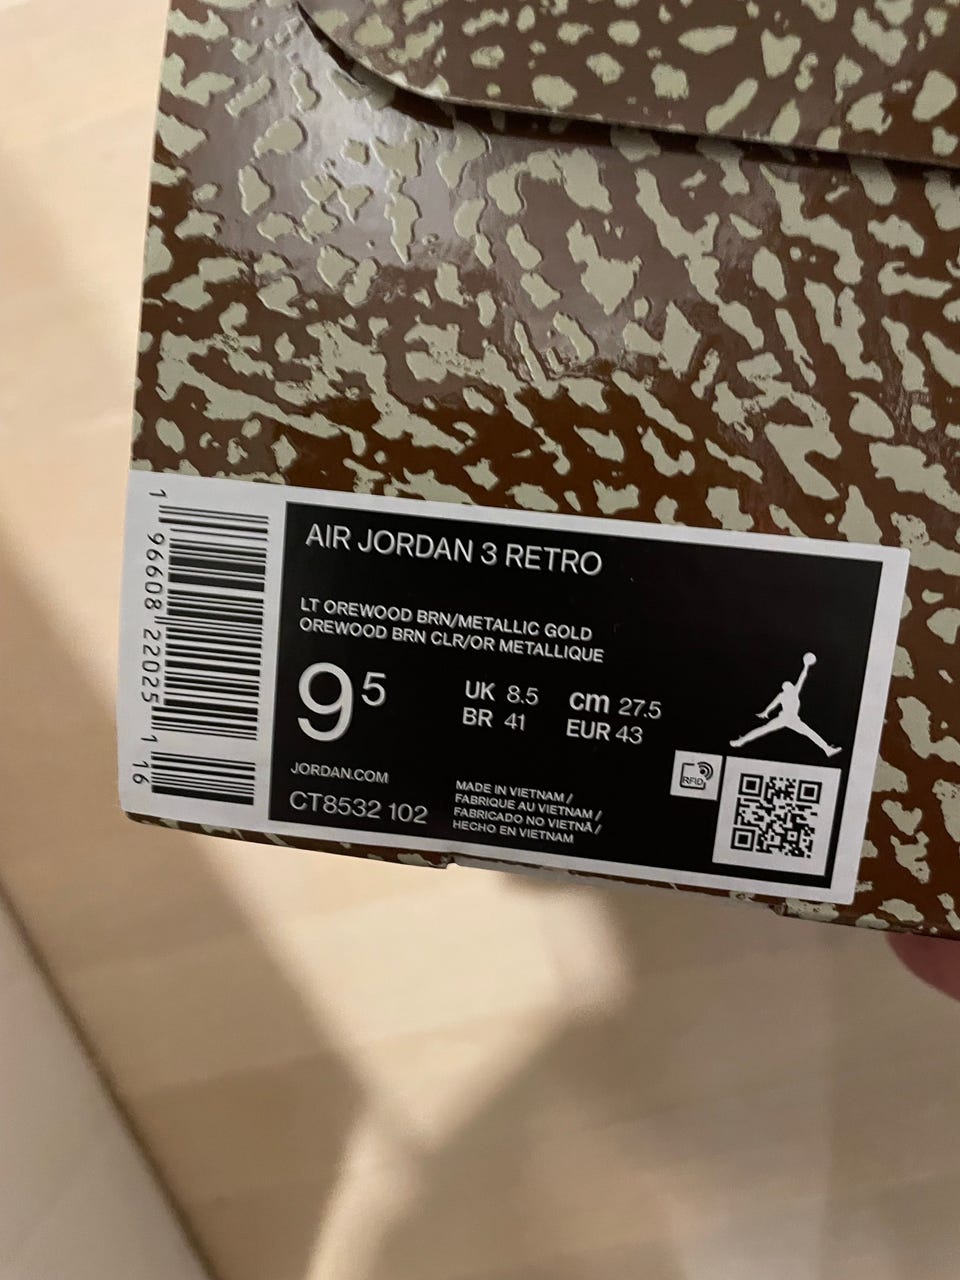 AIR JORDAN 3 RETRO
LT OREWOOD BRN/METALLIC GOLD
OREWOOD BRN CLR/OR METALLIQUE
9 5
UK 8.5 cm 27.5
BR 41 EUR 43
JORDAN.COM
CT8532 102
MADE IN VIETNAM /
FABRIQUE AU VIETNAM /
FABRICADO NO VIETNÃ /
HECHO EN VIETNAM
RFID
1 96608 22025 1 16